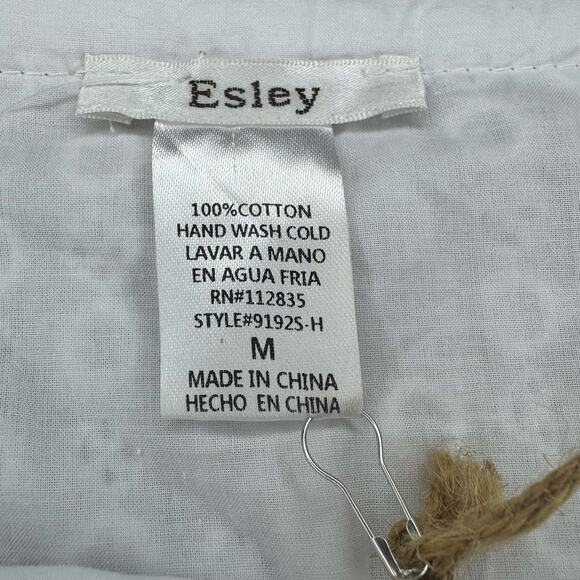 Esley
100%COTTON
HAND WASH COLD
LAVAR A MANO
EN AGUA FRIA
RN#112835
STYLE#9192S-H
M
MADE IN CHINA
HECHO EN CHINA